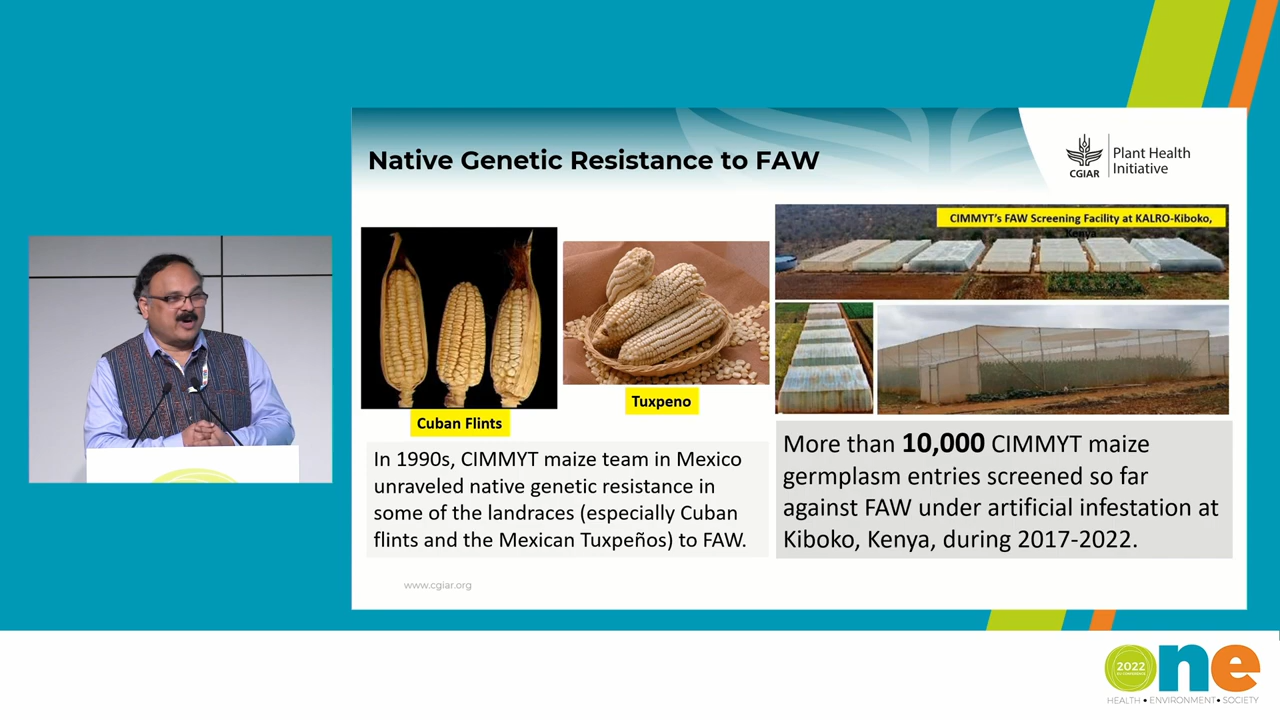 Native Genetic Resistance to FAW
CGIAR
Plant Health
Initiative
CIMMYT's FAW Screening Facility at KALRO-Kiboko,
Kenya
Cuban Flints
Tuxpeno
In 1990s, CIMMYT maize team in Mexico
unraveled native genetic resistance in
some of the landraces (especially Cuban
flints and the Mexican Tuxpeños) to FAW.
More than 10,000 CIMMYT maize
germplasm entries screened so far
against FAW under artificial infestation at
Kiboko, Kenya, during 2017-2022.
www.cgiar.org
2022
one
HEALTH • ENVIRONMENT • SOCIETY